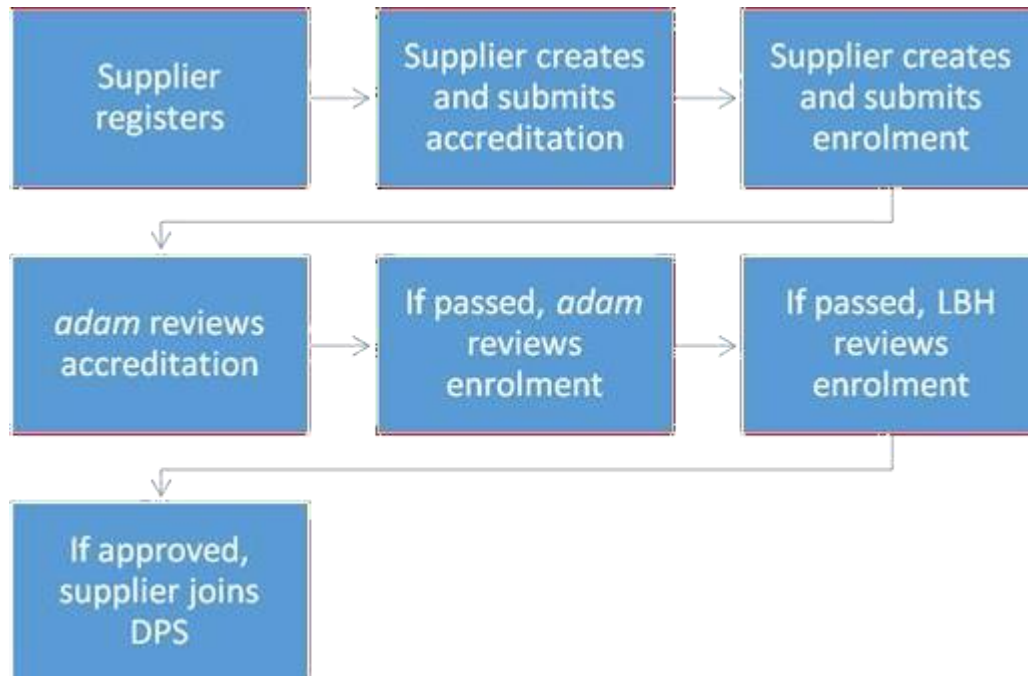 Supplier
registers
Supplier creates
and submits
accreditation
Supplier creates
and submits
enrolment
adam reviews
accreditation
If passed, adam
reviews
enrolment
If passed, LBH
reviews
enrolment
If approved,
supplier joins
DPS